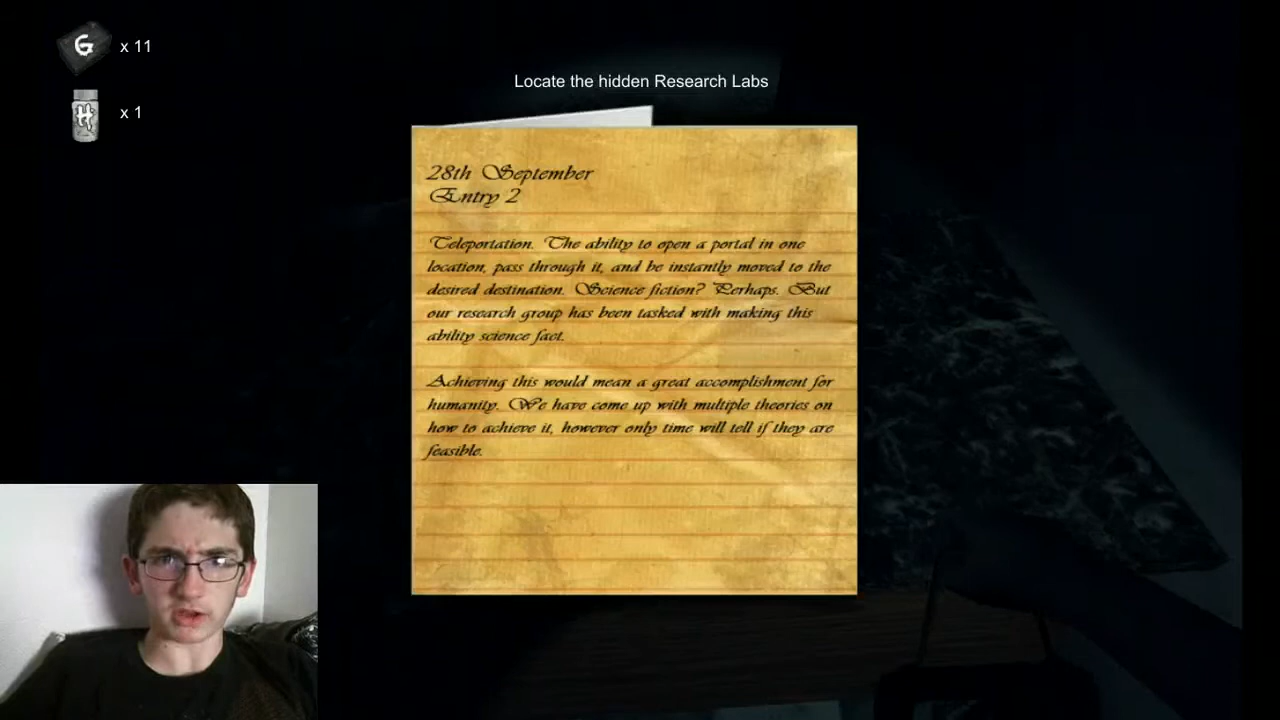 G x 11
H x 1
Locate the hidden Research Labs
28th September
Entry 2
Teleportation. The ability to open a portal in one
location, pass through it, and be instantly moved to the
desired destination. Science fiction? Perhaps. But
our research group has been tasked with making this
ability science fact.
Achieving this would mean a great accomplishment for
humanity. We have come up with multiple theories on
how to achieve it, however only time will tell if they are
feasible.